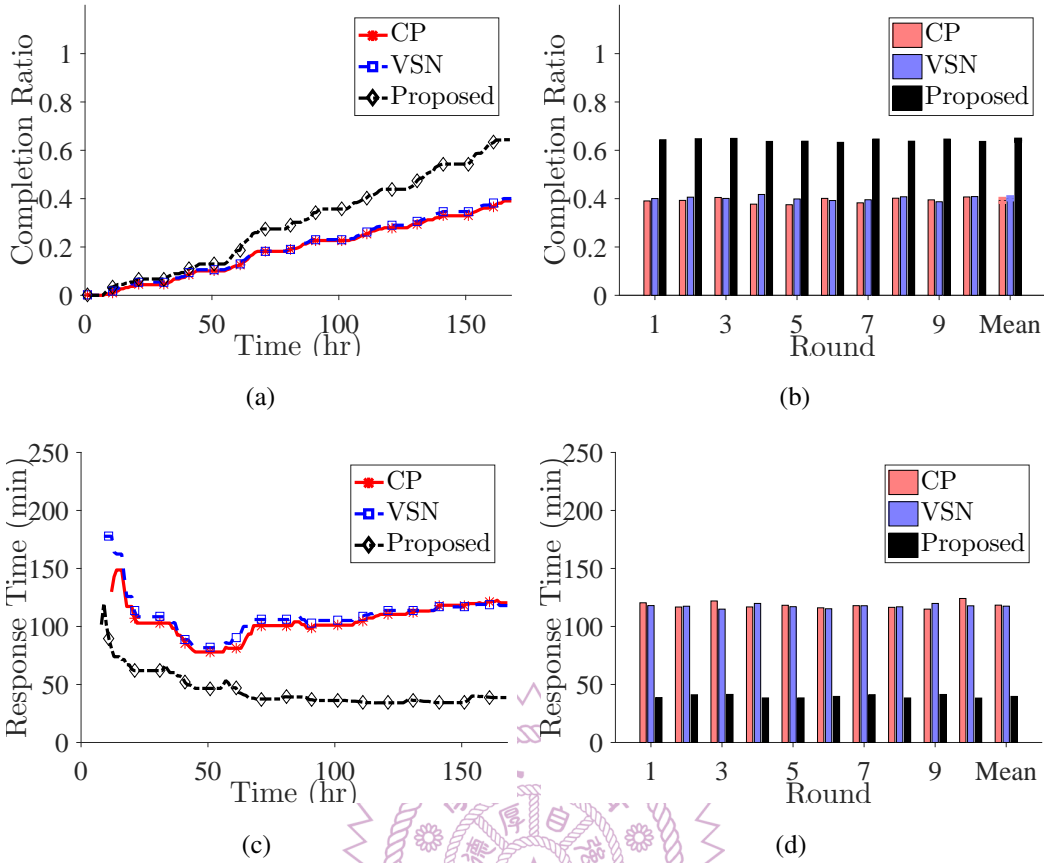 1
0.8
0.6
0.4
0.2
0
0
50
100
150
Completion Ratio
Time (hr)
CP
VSN
Proposed
(a)
1
0.8
0.6
0.4
0.2
0
1
3
5
7
9
Mean
Completion Ratio
Round
CP
VSN
Proposed
(b)
250
200
150
100
50
0
0
50
100
150
Response Time (min)
Time (hr)
CP
VSN
Proposed
(c)
250
200
150
100
50
0
1
3
5
7
9
Mean
Response Time (min)
Round
CP
VSN
Proposed
(d)
德厚自強